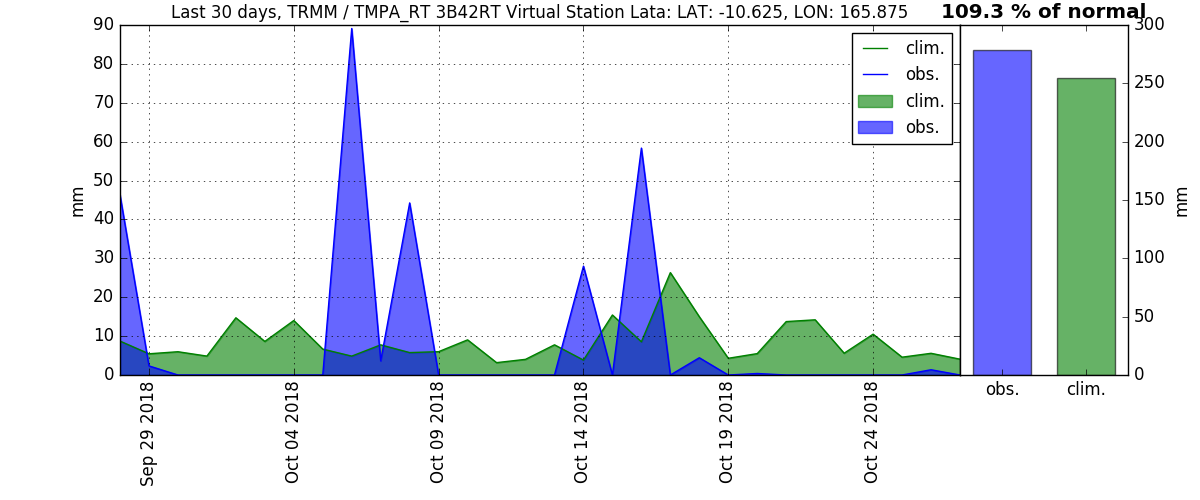 Last 30 days, TRMM / TMPA_RT 3B42RT Virtual Station Lata: LAT: -10.625, LON: 165.875
109.3 % of normal
90
80
70
60
50
40
30
20
10
0
mm
clim.
obs.
clim.
obs.
Sep 29 2018
Oct 04 2018
Oct 09 2018
Oct 14 2018
Oct 19 2018
Oct 24 2018
300
250
200
150
100
50
0
mm
obs.
clim.